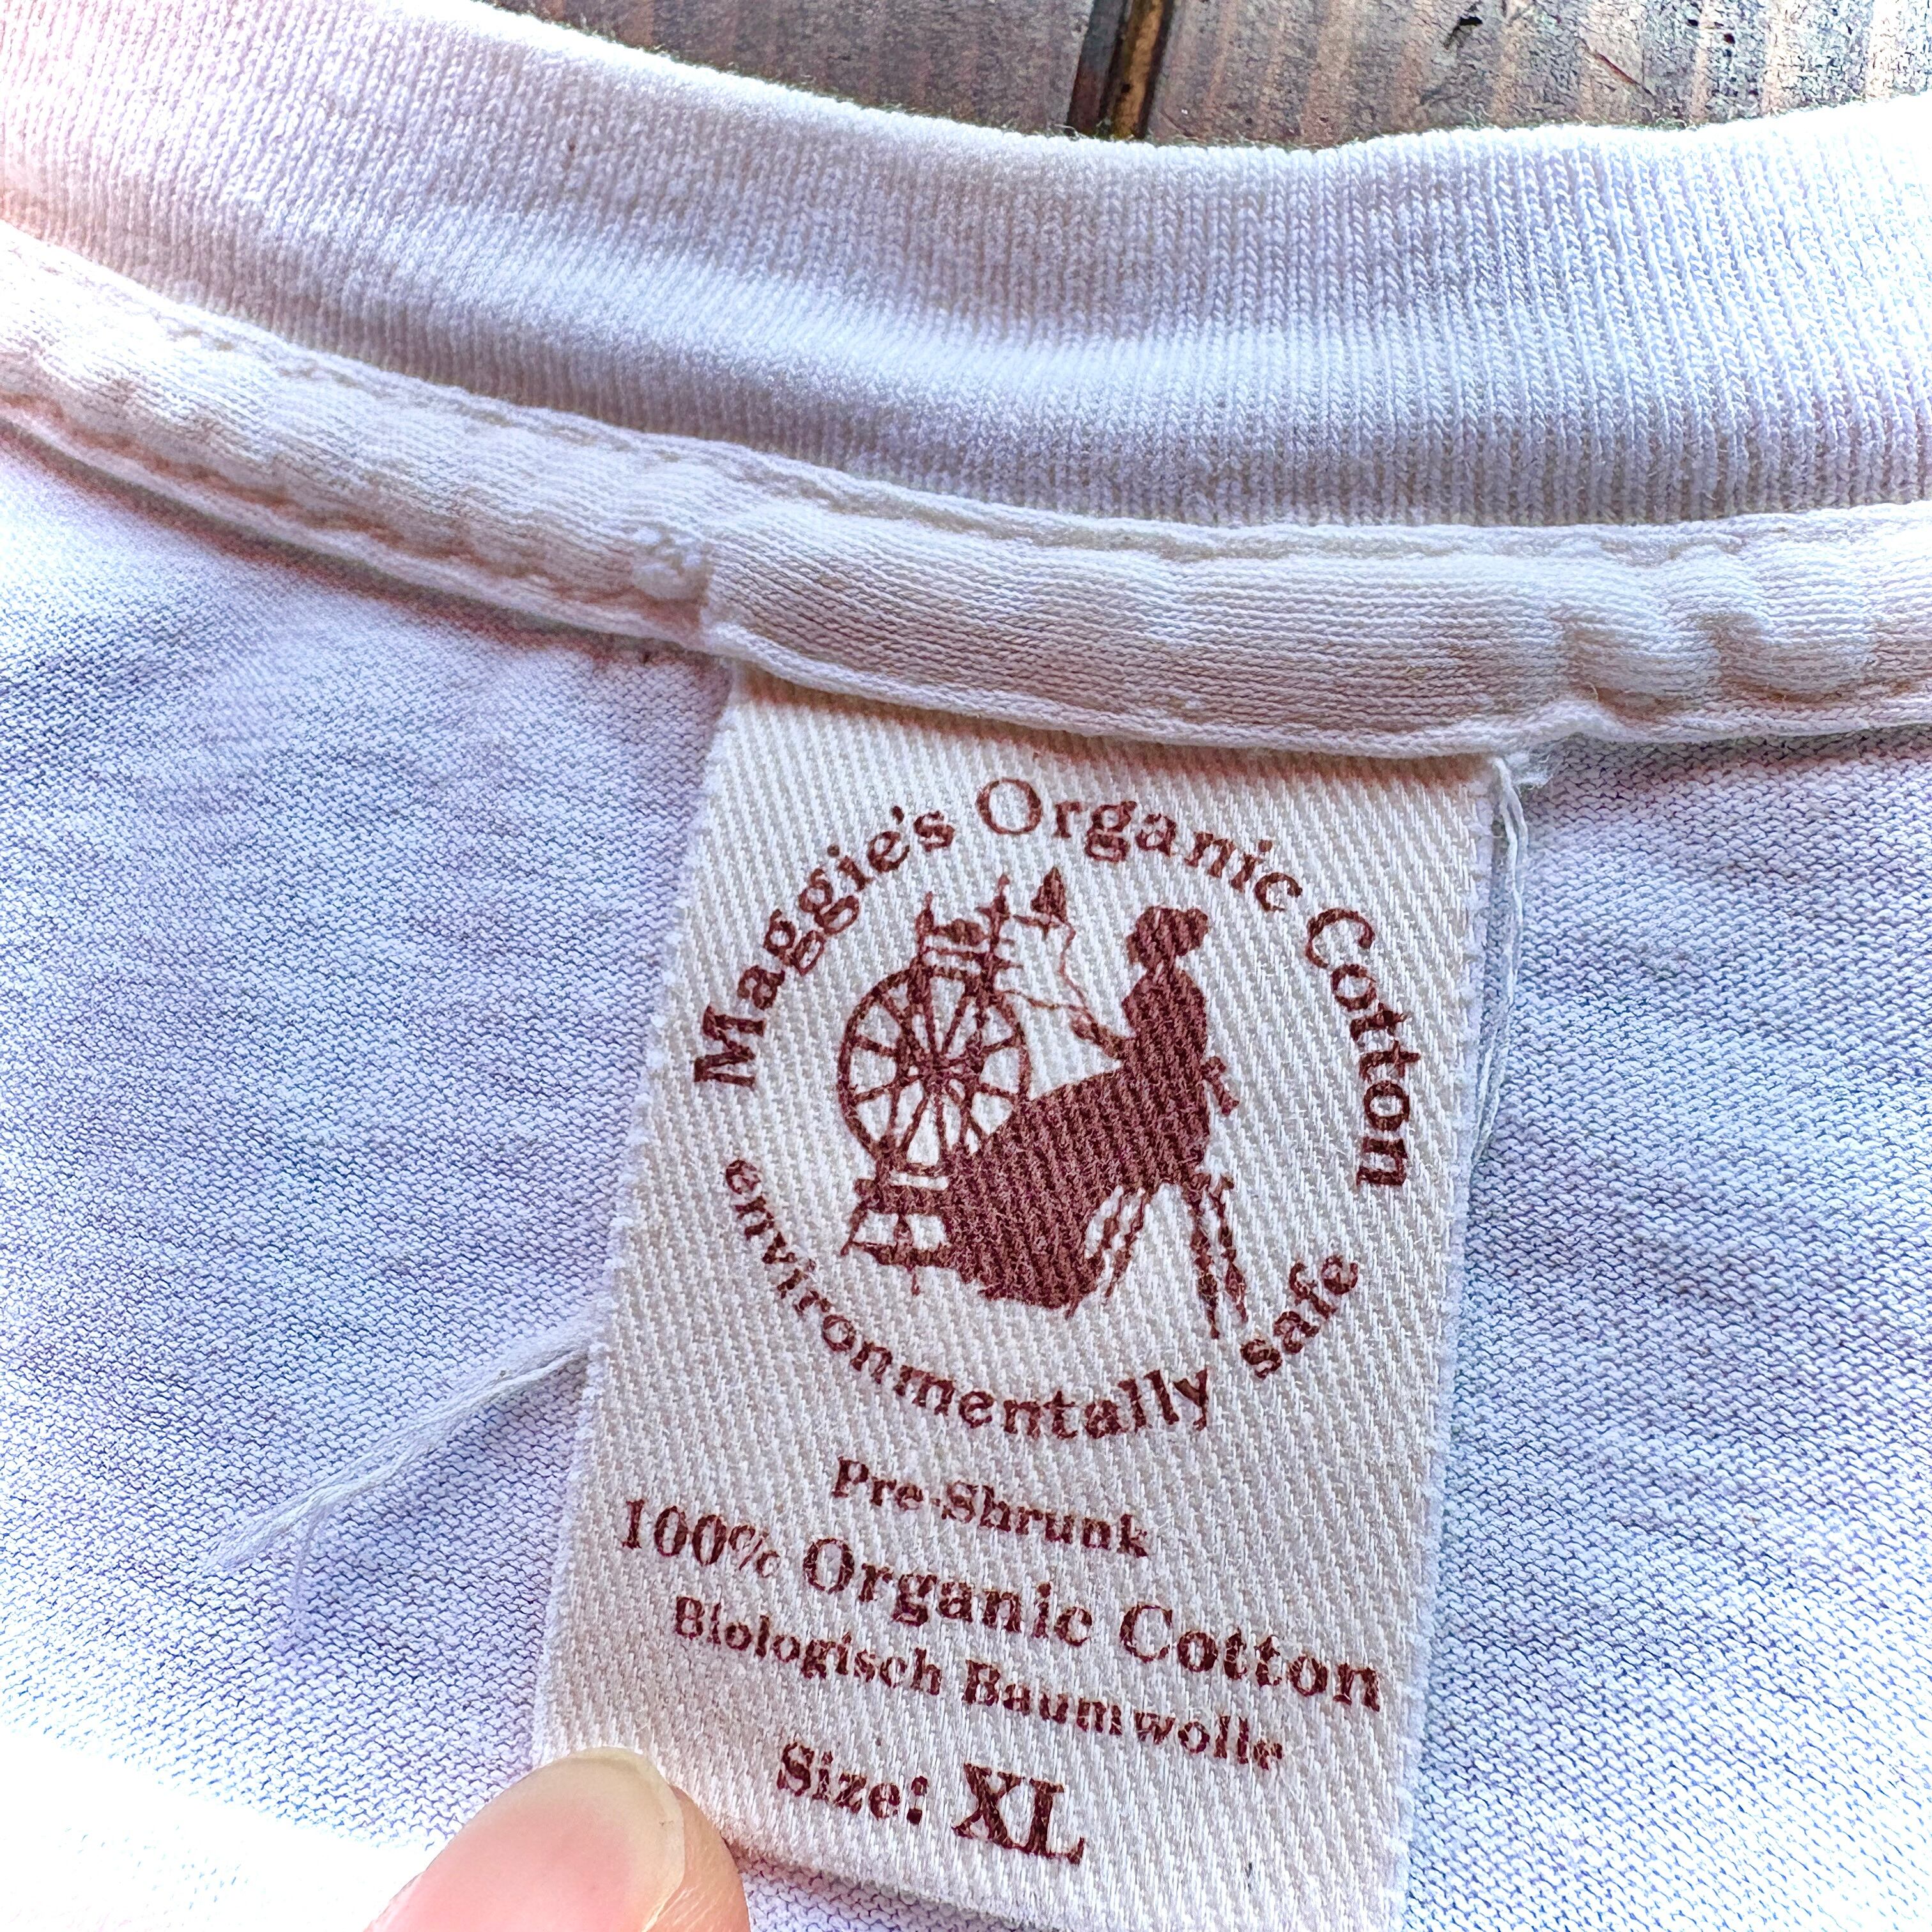 Maggie's Organic Cotton
environmentally safe
Pre-Shrunk
100% Organic Cotton
Biologisch Baumwolle
Size: XL